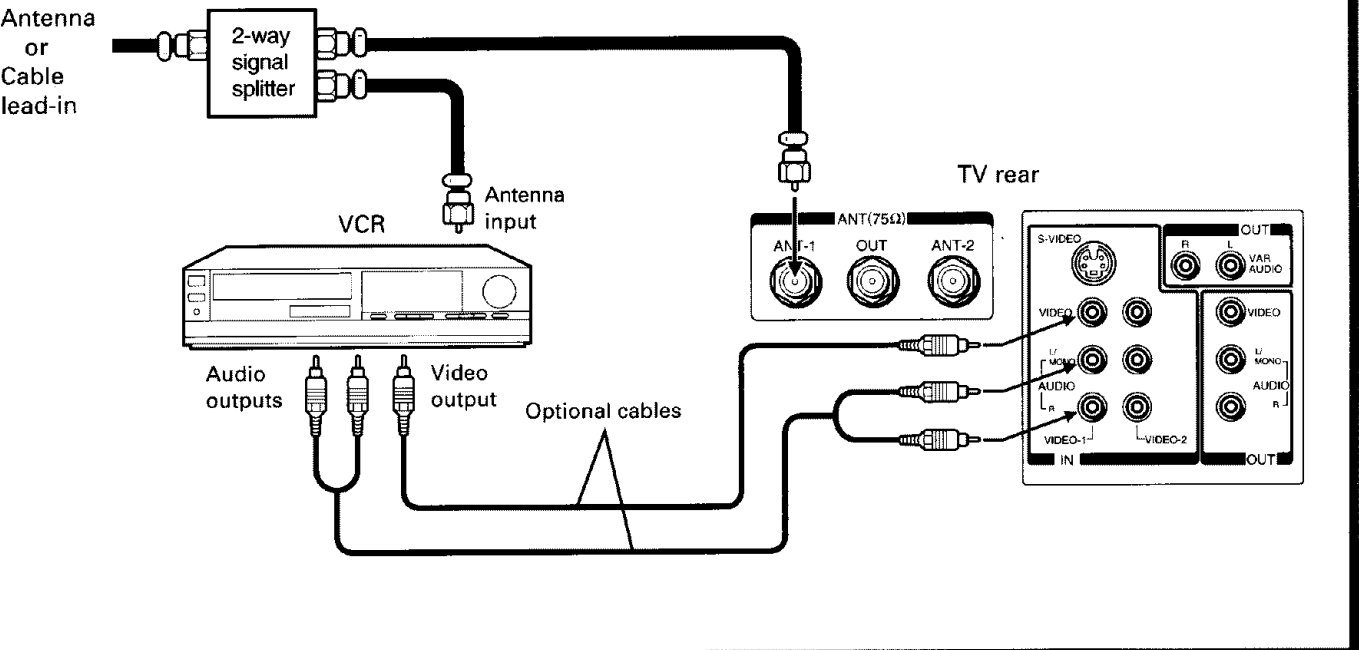 Antenna
or
Cable
lead-in
2-way
signal
splitter
Antenna
input
VCR
TV rear
ANT(75Ω)
ANT-1
OUT
ANT-2
S-VIDEO
OUT
R
L
VAR
AUDIO
VIDEO
VIDEO
L/
MONO
L/
MONO
AUDIO
AUDIO
R
R
VIDEO-1
VIDEO-2
IN
OUT
Audio
outputs
Video
output
Optional cables